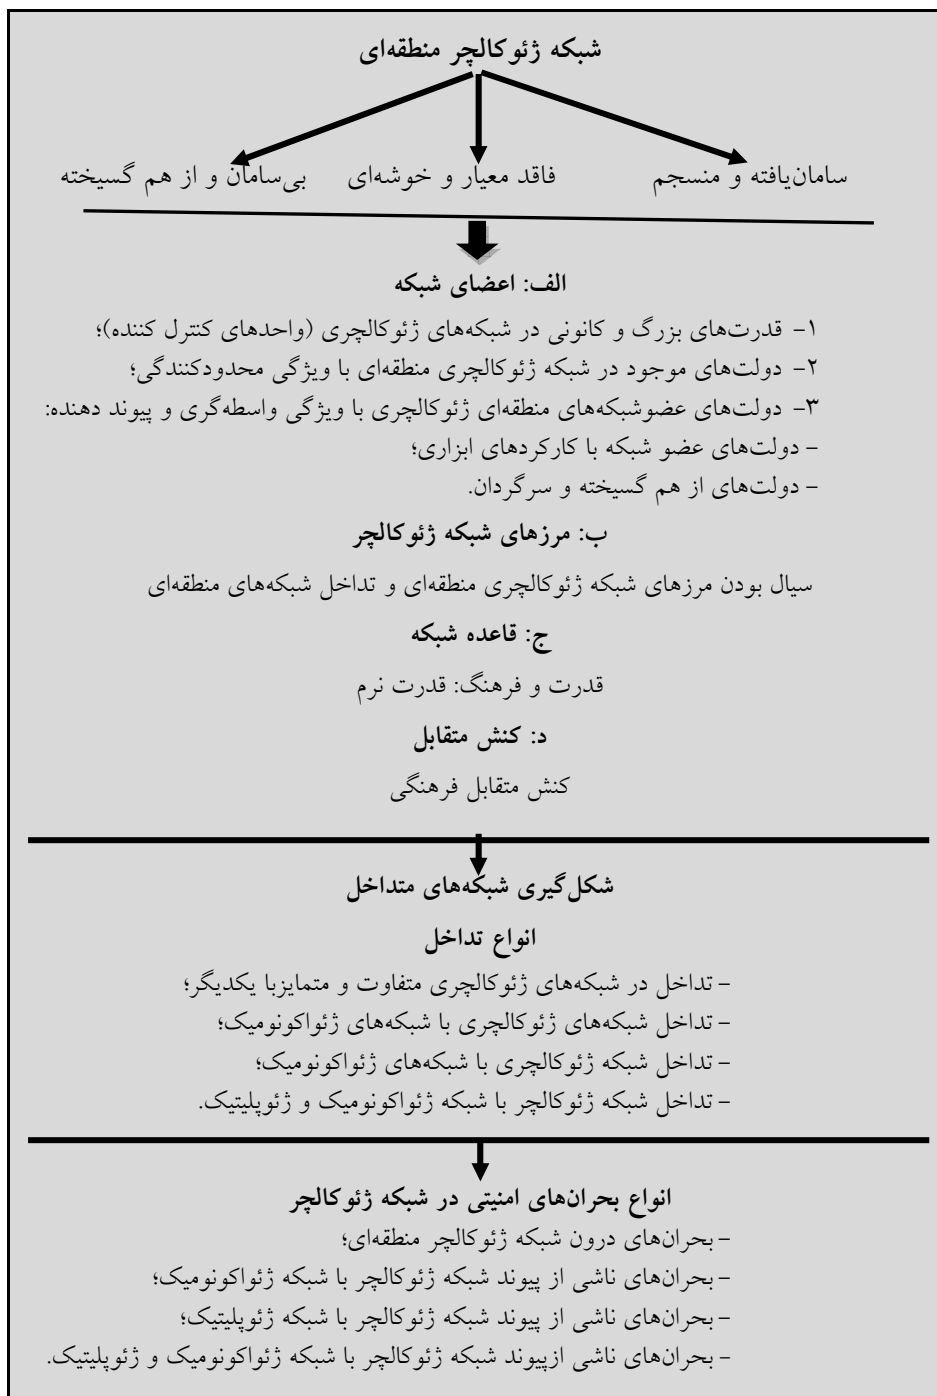 شبکه ژئوکالچر منطقه‌ای
سامان‌یافته و منسجم فاقد معیار و خوشه‌ای بی‌سامان و از هم گسیخته
الف: اعضای شبکه
۱- قدرت‌های بزرگ و کانونی در شبکه‌های ژئوکالچری (واحدهای کنترل کننده)؛
۲- دولت‌های موجود در شبکه ژئوکالچری منطقه‌ای با ویژگی محدودکنندگی؛
۳- دولت‌های عضوشبکه‌های منطقه‌ای ژئوکالچری با ویژگی واسطه‌گری و پیوند دهنده:
- دولت‌های عضو شبکه با کارکردهای ابزاری؛
- دولت‌های از هم گسیخته و سرگردان.
ب: مرزهای شبکه ژئوکالچر
سیال بودن مرزهای شبکه ژئوکالچری منطقه‌ای و تداخل شبکه‌های منطقه‌ای
ج: قاعده شبکه
قدرت و فرهنگ: قدرت نرم
د: کنش متقابل
کنش متقابل فرهنگی
شکل‌گیری شبکه‌های متداخل
انواع تداخل
- تداخل در شبکه‌های ژئوکالچری متفاوت و متمایزبا یکدیگر؛
- تداخل شبکه‌های ژئوکالچری با شبکه‌های ژئواکونومیک؛
- تداخل شبکه ژئوکالچری با شبکه‌های ژئواکونومیک؛
- تداخل شبکه ژئوکالچر با شبکه ژئواکونومیک و ژئوپلیتیک.
انواع بحران‌های امنیتی در شبکه ژئوکالچر
- بحران‌های درون شبکه ژئوکالچر منطقه‌ای؛
- بحران‌های ناشی از پیوند شبکه ژئوکالچر با شبکه ژئواکونومیک؛
- بحران‌های ناشی از پیوند شبکه ژئوکالچر با شبکه ژئوپلیتیک؛
- بحران‌های ناشی ازپیوند شبکه ژئوکالچر با شبکه ژئواکونومیک و ژئوپلیتیک.